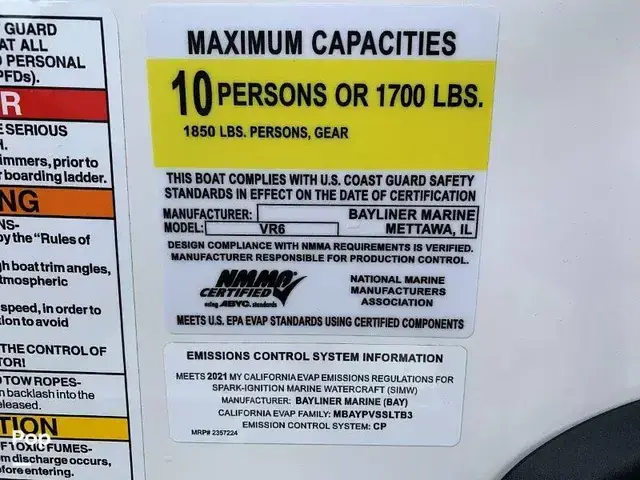 GUARD
AT ALL
PERSONAL
PFDs).
R
E SERIOUS
H.
immers, prior to
r boarding ladder.
NG
NS-
by the "Rules of
gh boat trim angles,
tmospheric
speed, in order to
tion to avoid
THE CONTROL OF
TOR!
D TOW ROPES-
n backlash into the
eleased.
TION
OF TOXIC FUMES-
m discharge occurs,
fore entering.
Pop
MAXIMUM CAPACITIES
10 PERSONS OR 1700 LBS.
1850 LBS. PERSONS, GEAR
THIS BOAT COMPLIES WITH U.S. COAST GUARD SAFETY
STANDARDS IN EFFECT ON THE DATE OF CERTIFICATION
MANUFACTURER: BAYLINER MARINE
MODEL: VR6 METTAWA, IL
DESIGN COMPLIANCE WITH NMMA REQUIREMENTS IS VERIFIED.
MANUFACTURER RESPONSIBLE FOR PRODUCTION CONTROL.
NMMA
CERTIFIED
using ABYC standards
NATIONAL MARINE
MANUFACTURERS
ASSOCIATION
MEETS U.S. EPA EVAP STANDARDS USING CERTIFIED COMPONENTS
EMISSIONS CONTROL SYSTEM INFORMATION
MEETS 2021 MY CALIFORNIA EVAP EMISSIONS REGULATIONS FOR
SPARK-IGNITION MARINE WATERCRAFT (SIMW)
MANUFACTURER: BAYLINER MARINE (BAY)
CALIFORNIA EVAP FAMILY: MBAYPVSSLTB3
EMISSION CONTROL SYSTEM: CP
MRP# 2357224